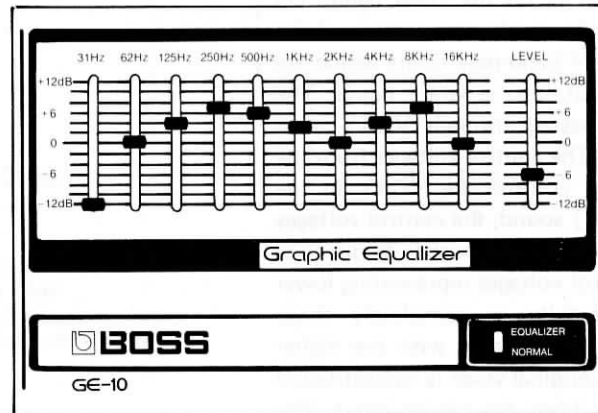 31Hz 62Hz 125Hz 250Hz 500Hz 1KHz 2KHz 4KHz 8KHz 16KHz LEVEL
+12dB +12dB
+6 +6
0 0
-6 -6
-12dB -12dB
Graphic Equalizer
BOSS
EQUALIZER
NORMAL
GE-10